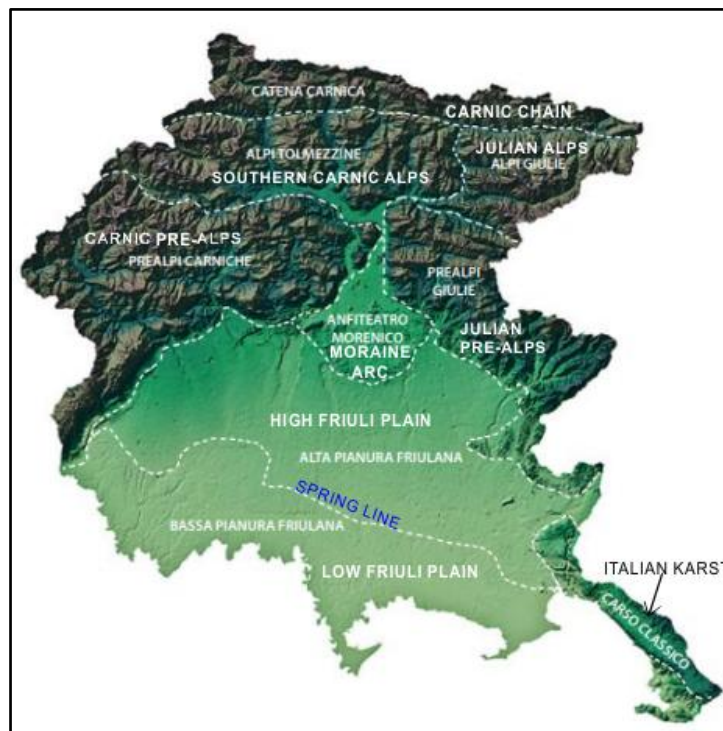 CATENA CARNICA
CARNIC CHAIN
JULIAN ALPS
ALPI TOLMEZZINE
ALPI GIULIE
SOUTHERN CARNIC ALPS
CARNIC PRE-ALPS
PREALPI CARNICHE
PREALPI
GIULIE
ANFITEATRO
MORENICO
MORAINE
ARC
JULIAN
PRE-ALPS
HIGH FRIULI PLAIN
ALTA PIANURA FRIULANA
SPRING LINE
BASSA PIANURA FRIULANA
LOW FRIULI PLAIN
ITALIAN KARST
CARSO CLASSICO